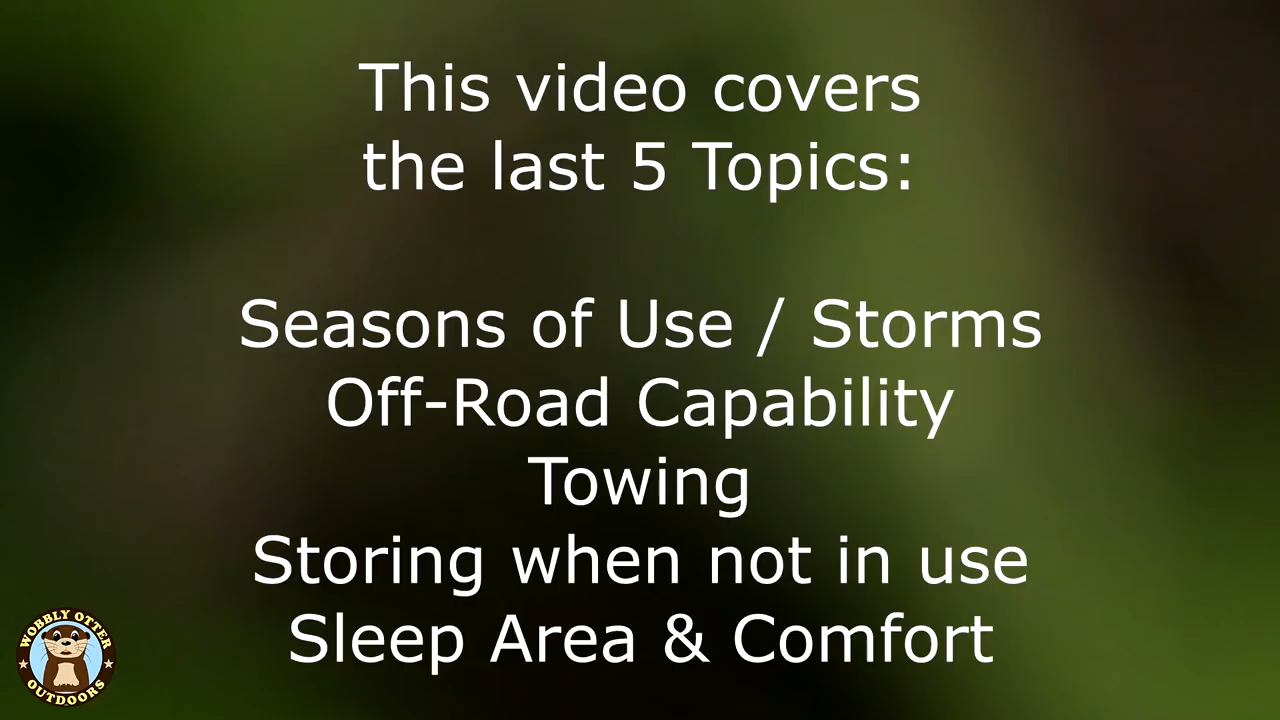 This video covers
the last 5 Topics:
Seasons of Use / Storms
Off-Road Capability
Towing
Storing when not in use
Sleep Area & Comfort
WOBBLY OTTER
OUTDOORS